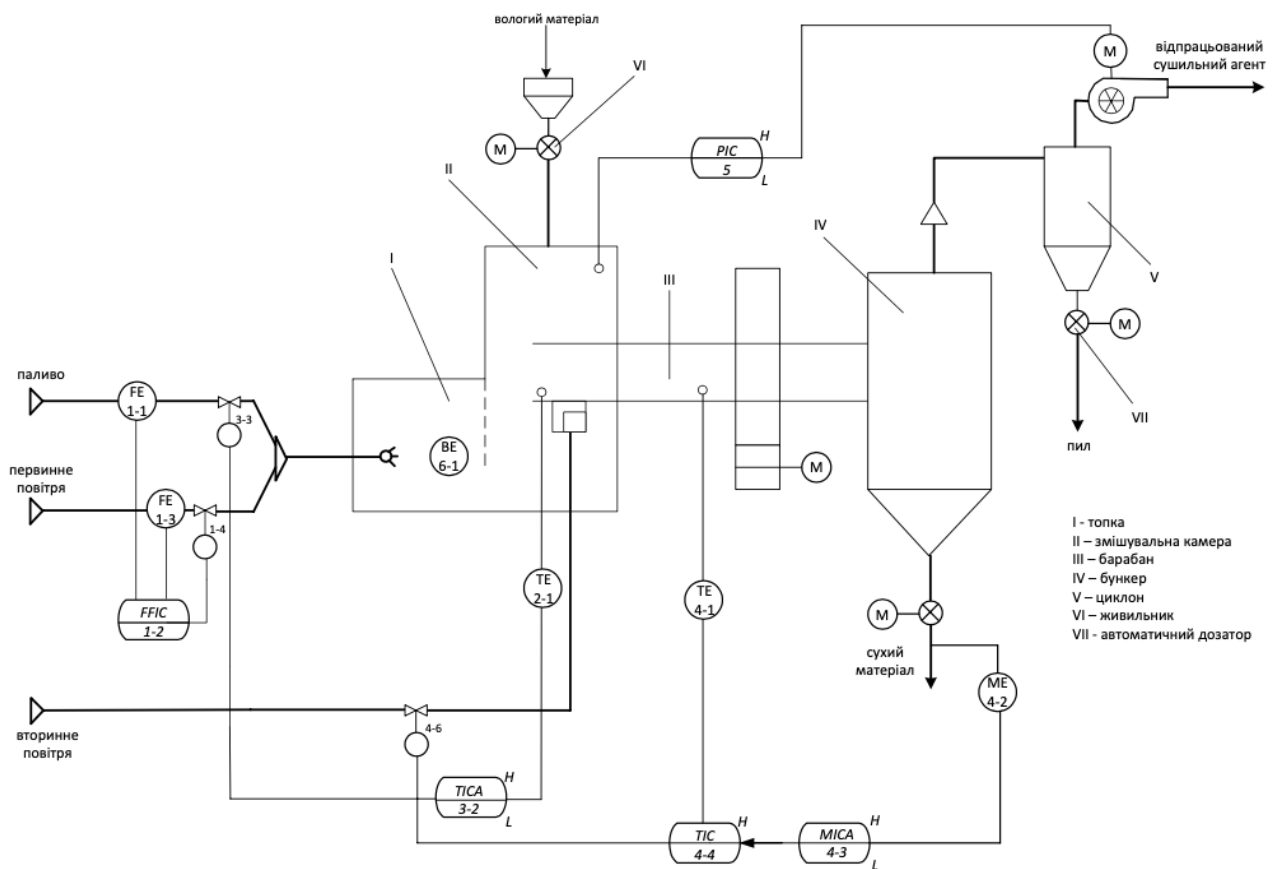 вологий матеріал
VI
M
M
відпрацьований
сушильний агент
H
PIC
5
L
II
I
IV
III
V
M
VII
пил
паливо
FE
1-1
3-3
первинне
повітря
FE
1-3
1-4
BE
6-1
M
FFIC
1-2
TE
2-1
TE
4-1
M
сухий
матеріал
ME
4-2
I - топка
II – змішувальна камера
III – барабан
IV – бункер
V – циклон
VI – живильник
VII - автоматичний дозатор
вторинне
повітря
4-6
H
TICA
3-2
L
H
TIC
4-4
H
MICA
4-3
L